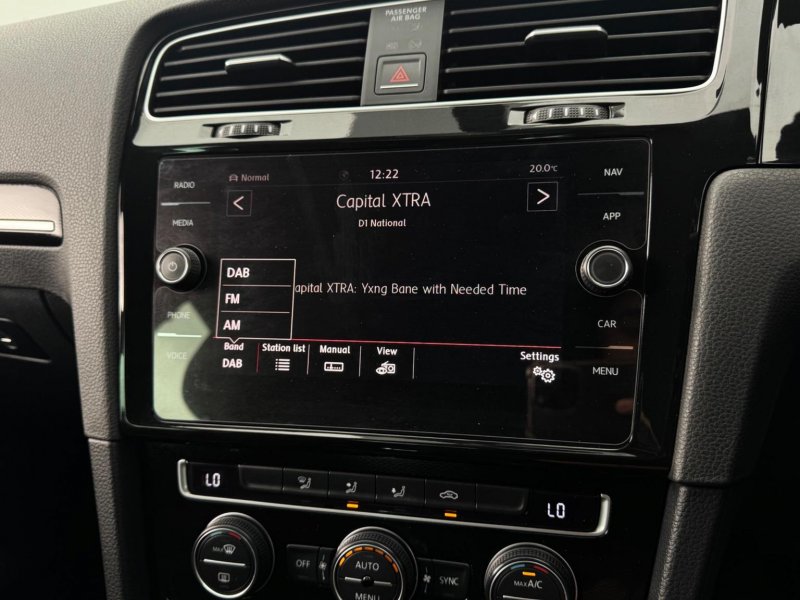 PASSENGER
AIR BAG
RADIO
Normal
12:22
20.0°C
NAV
MEDIA
<
Capital XTRA
>
APP
D1 National
DAB
FM
AM
apital XTRA: Yxng Bane with Needed Time
PHONE
VOICE
CAR
MENU
Band
DAB
Station list
Manual
View
Settings
LO
LO
MAX
OFF
AUTO
MENU
SYNC
MAX A/C